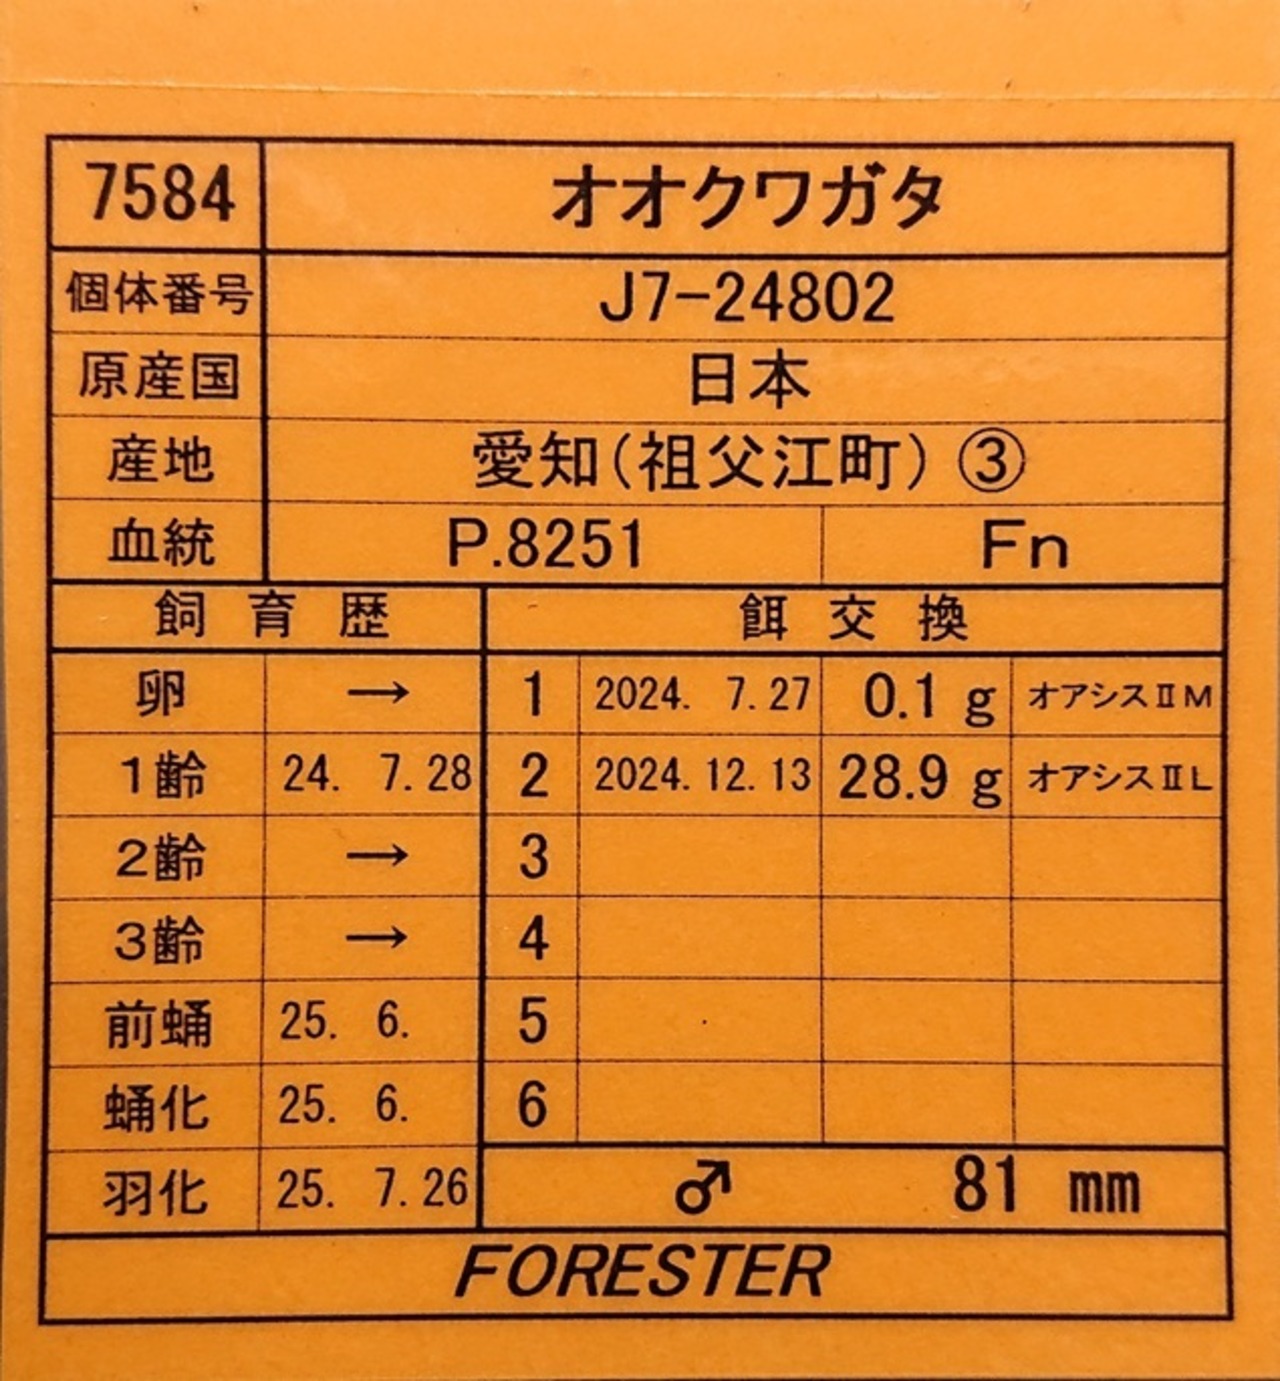 7584 オオクワガタ
個体番号 J7-24802
原産国 日本
産地 愛知(祖父江町) ③
血統 P.8251 Fn
飼育歴 餌交換
卵 → 1 2024. 7.27 0.1 g オアシスⅡM
1齢 24. 7.28 2 2024.12.13 28.9 g オアシスⅡL
2齢 → 3
3齢 → 4
前蛹 25. 6. 5
蛹化 25. 6. 6
羽化 25. 7.26 ♂ 81 mm
FORESTER